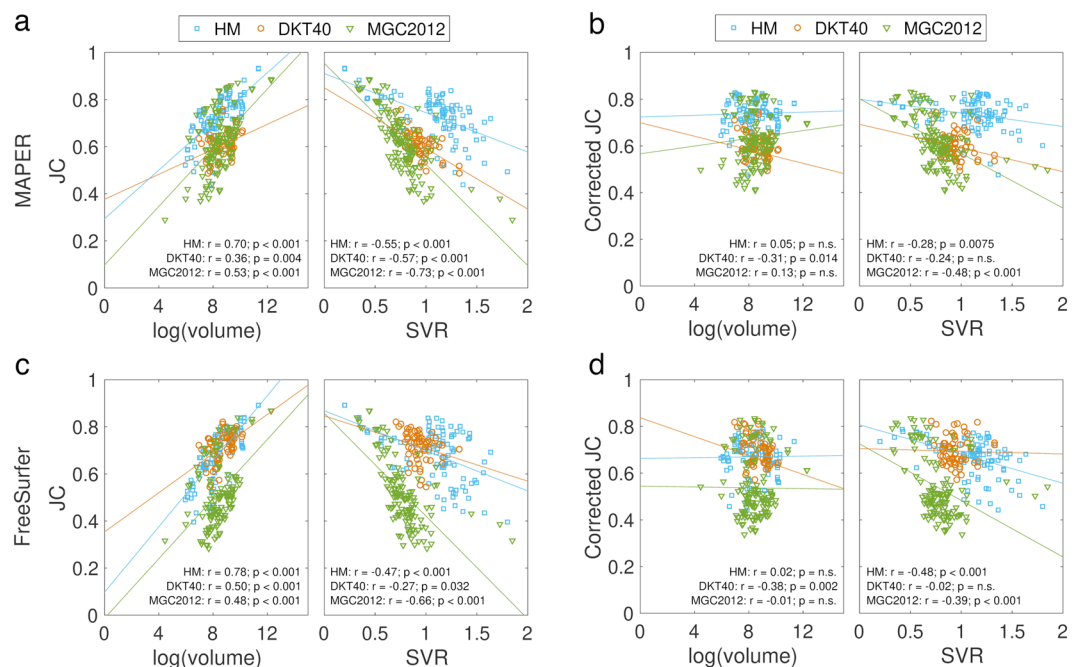 a
HM DKT40 MGC2012
b
HM DKT40 MGC2012
MAPER
JC
1
0.8
0.6
0.4
0.2
0
HM: r = 0.70; p < 0.001
DKT40: r = 0.36; p = 0.004
MGC2012: r = 0.53; p < 0.001
0 4 8 12
log(volume)
HM: r = -0.55; p < 0.001
DKT40: r = -0.57; p < 0.001
MGC2012: r = -0.73; p < 0.001
0 0.5 1 1.5 2
SVR
Corrected JC
1
0.8
0.6
0.4
0.2
0
HM: r = 0.05; p = n.s.
DKT40: r = -0.31; p = 0.014
MGC2012: r = 0.13; p = n.s.
0 4 8 12
log(volume)
HM: r = -0.28; p = 0.0075
DKT40: r = -0.24; p = n.s.
MGC2012: r = -0.48; p < 0.001
0 0.5 1 1.5 2
SVR
c
FreeSurfer
JC
1
0.8
0.6
0.4
0.2
0
HM: r = 0.78; p < 0.001
DKT40: r = 0.50; p < 0.001
MGC2012: r = 0.48; p < 0.001
0 4 8 12
log(volume)
HM: r = -0.47; p < 0.001
DKT40: r = -0.27; p = 0.032
MGC2012: r = -0.66; p < 0.001
0 0.5 1 1.5 2
SVR
d
Corrected JC
1
0.8
0.6
0.4
0.2
0
HM: r = 0.02; p = n.s.
DKT40: r = -0.38; p = 0.002
MGC2012: r = -0.01; p = n.s.
0 4 8 12
log(volume)
HM: r = -0.48; p < 0.001
DKT40: r = -0.02; p = n.s.
MGC2012: r = -0.39; p < 0.001
0 0.5 1 1.5 2
SVR